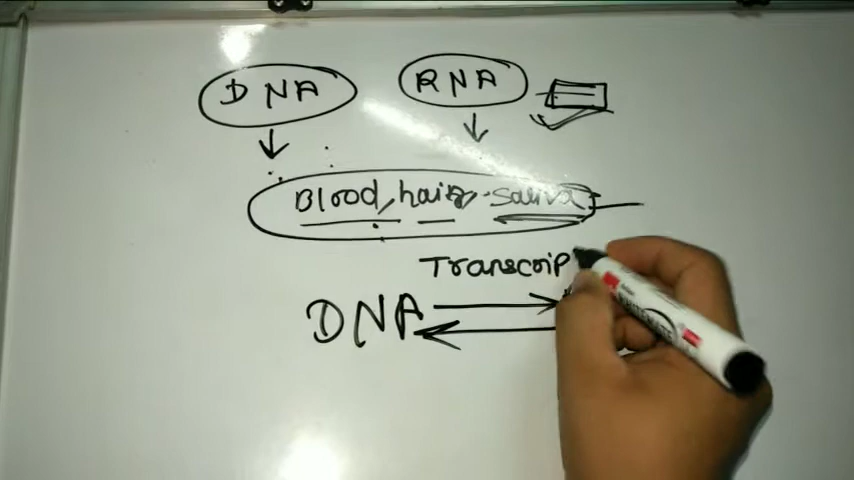 DNA RNA
Blood, hair, saliva
Transcrip
DNA